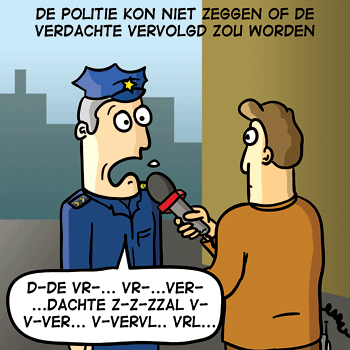 DE POLITIE KON NIET ZEGGEN OF DE
VERDACHTE VERVOLGD ZOU WORDEN
D-DE VR-... VR-...VER-
...DACHTE Z-Z-ZZAL V-
V-VER... V-VERVL.. VRL...